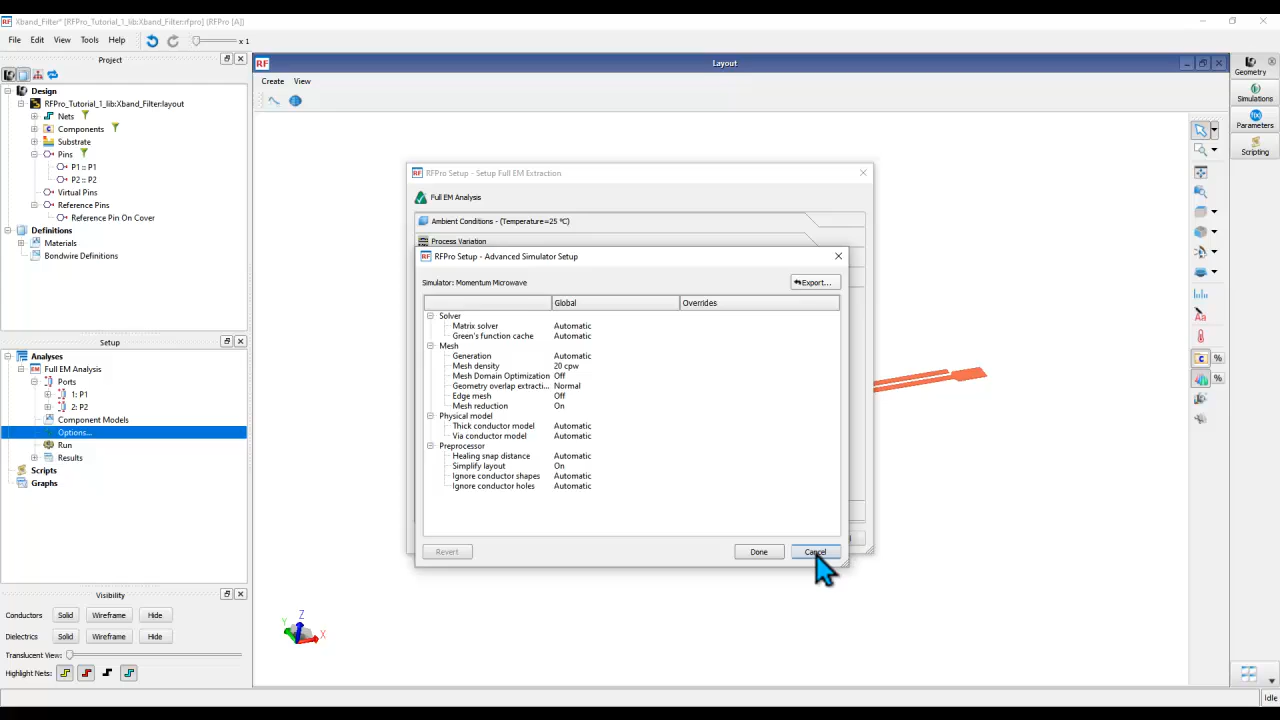 RF Xband_Filter* [RFPro_Tutorial_1_lib:Xband_Filter:rfpro] (RFPro [A])
File Edit View Tools Help x 1
Project
Design
RFPro_Tutorial_1_lib:Xband_Filter:layout
Nets
Components
Substrate
Pins
P1 :: P1
P2 :: P2
Virtual Pins
Reference Pins
Reference Pin On Cover
Definitions
Materials
Bondwire Definitions
Setup
Analyses
Full EM Analysis
Ports
1: P1
2: P2
Component Models
Options...
Run
Results
Scripts
Graphs
Visibility
Conductors Solid Wireframe Hide
Dielectrics Solid Wireframe Hide
Translucent View:
Highlight Nets:
RF Layout
Create View
RF RFPro Setup - Setup Full EM Extraction
Full EM Analysis
Ambient Conditions - (Temperature=25 °C)
Process Variation
RF RFPro Setup - Advanced Simulator Setup
Simulator: Momentum Microwave Export...
Global Overrides
Solver
Matrix solver Automatic
Green's function cache Automatic
Mesh
Generation Automatic
Mesh density 20 cpw
Mesh Domain Optimization Off
Geometry overlap extracti... Normal
Edge mesh Off
Mesh reduction On
Physical model
Thick conductor model Automatic
Via conductor model Automatic
Preprocessor
Healing snap distance Automatic
Simplify layout On
Ignore conductor shapes Automatic
Ignore conductor holes Automatic
Revert Done Cancel
Z
Y
X
Geometry
Simulations
f(x)
Parameters
Scripting
Aa
C %
%
Idle